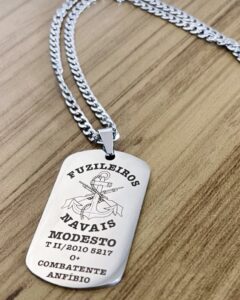 FUZILEIROS
NAVAIS
MODESTO
T II/2010 5217
O+
COMBATENTE
ANFÍBIO